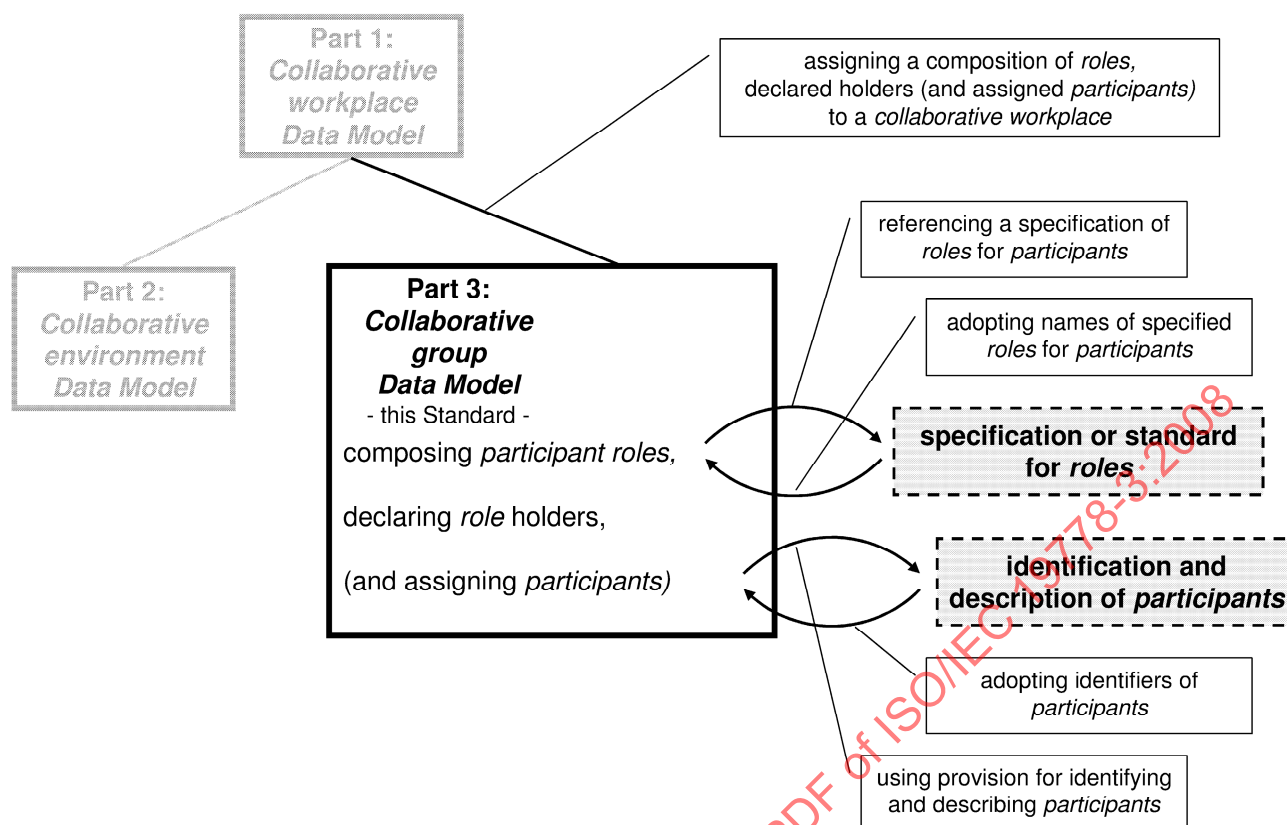 Part 1:
Collaborative
workplace
Data Model
assigning a composition of roles,
declared holders (and assigned participants)
to a collaborative workplace
referencing a specification of
roles for participants
Part 2:
Collaborative
environment
Data Model
Part 3:
Collaborative
group
Data Model
- this Standard -
composing participant roles,
declaring role holders,
(and assigning participants)
adopting names of specified
roles for participants
specification or standard
for roles
identification and
description of participants
adopting identifiers of
participants
using provision for identifying
and describing participants
PDF of ISO/IEC 19778-3:2008